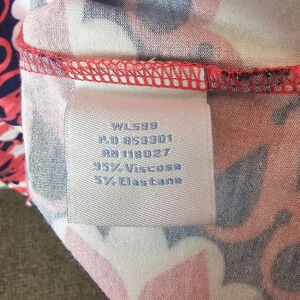 WL599
P.O 853901
RN 118027
95% Viscose
5% Elastane